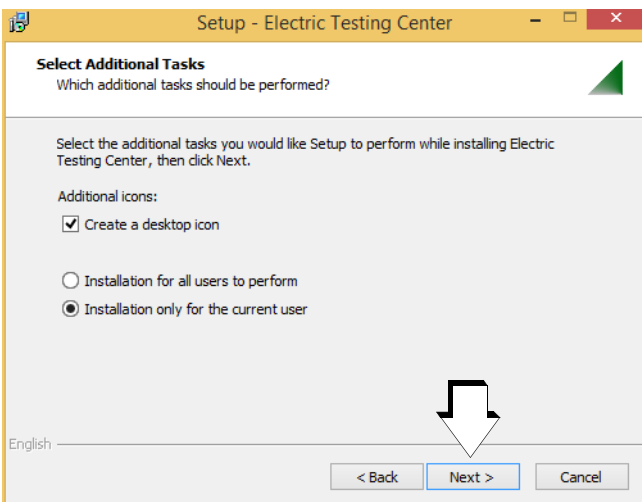 Setup - Electric Testing Center
Select Additional Tasks
Which additional tasks should be performed?
Select the additional tasks you would like Setup to perform while installing Electric
Testing Center, then click Next.
Additional icons:
Create a desktop icon
Installation for all users to perform
Installation only for the current user
English
< Back
Next >
Cancel